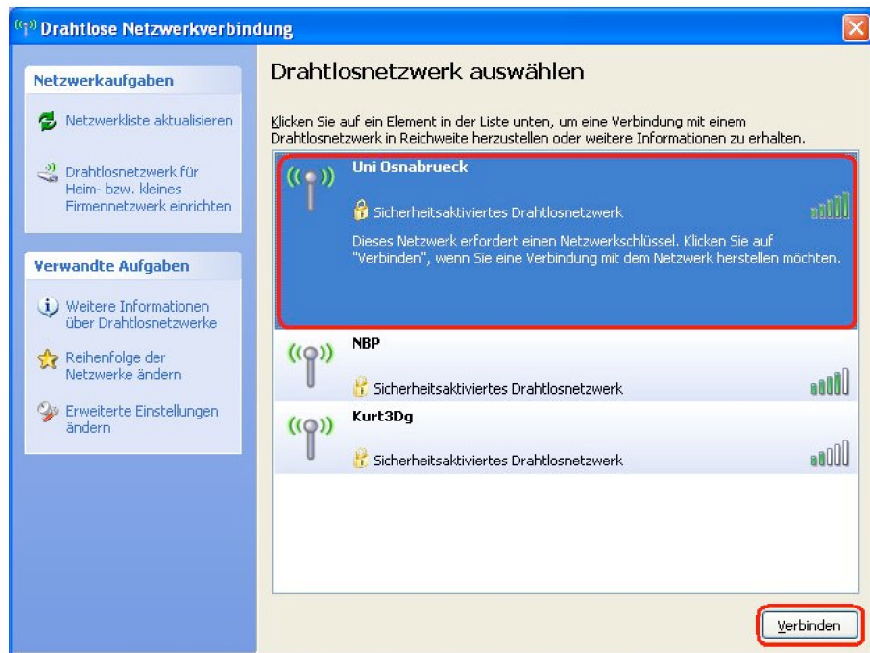 Drahtlose Netzwerkverbindung
Netzwerkaufgaben
Netzwerkliste aktualisieren
Drahtlosnetzwerk für
Heim- bzw. kleines
Firmennetzwerk einrichten
Verwandte Aufgaben
Weitere Informationen
über Drahtlosnetzwerke
Reihenfolge der
Netzwerke ändern
Erweiterte Einstellungen
ändern
Drahtlosnetzwerk auswählen
Klicken Sie auf ein Element in der Liste unten, um eine Verbindung mit einem
Drahtlosnetzwerk in Reichweite herzustellen oder weitere Informationen zu erhalten.
Uni Osnabrueck
Sicherheitsaktiviertes Drahtlosnetzwerk
Dieses Netzwerk erfordert einen Netzwerkschlüssel. Klicken Sie auf
"Verbinden", wenn Sie eine Verbindung mit dem Netzwerk herstellen möchten.
NBP
Sicherheitsaktiviertes Drahtlosnetzwerk
Kurt3Dg
Sicherheitsaktiviertes Drahtlosnetzwerk
Verbinden